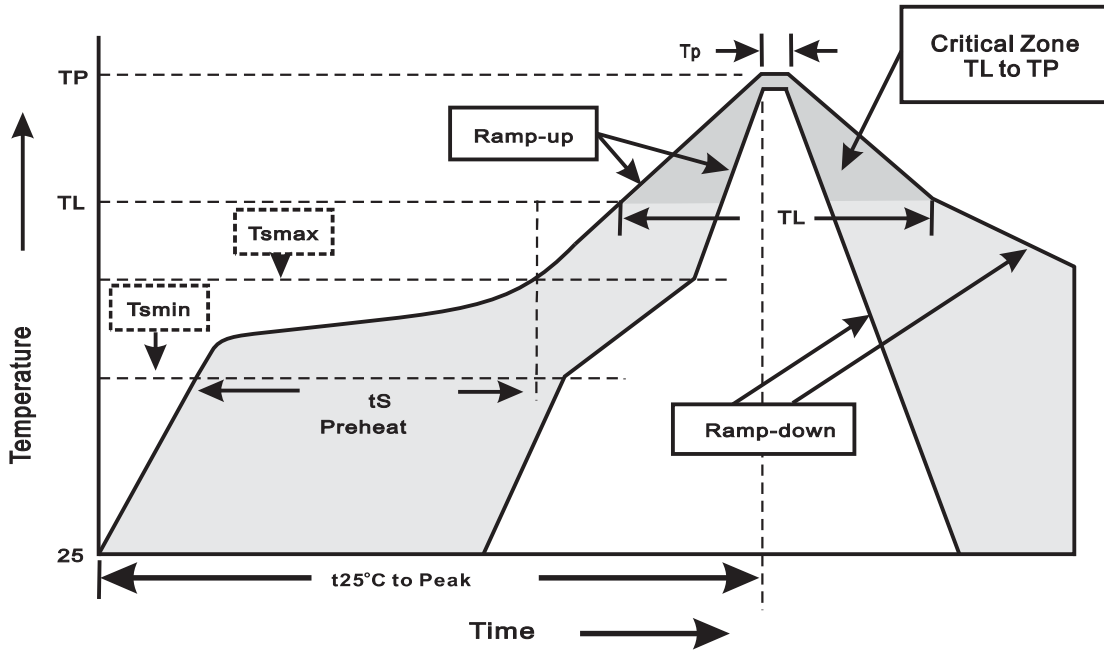 Tp
Critical Zone
TL to TP
TP
Ramp-up
TL
TL
Tsmax
Tsmin
Temperature
tS
Preheat
Ramp-down
25
t25°C to Peak
Time